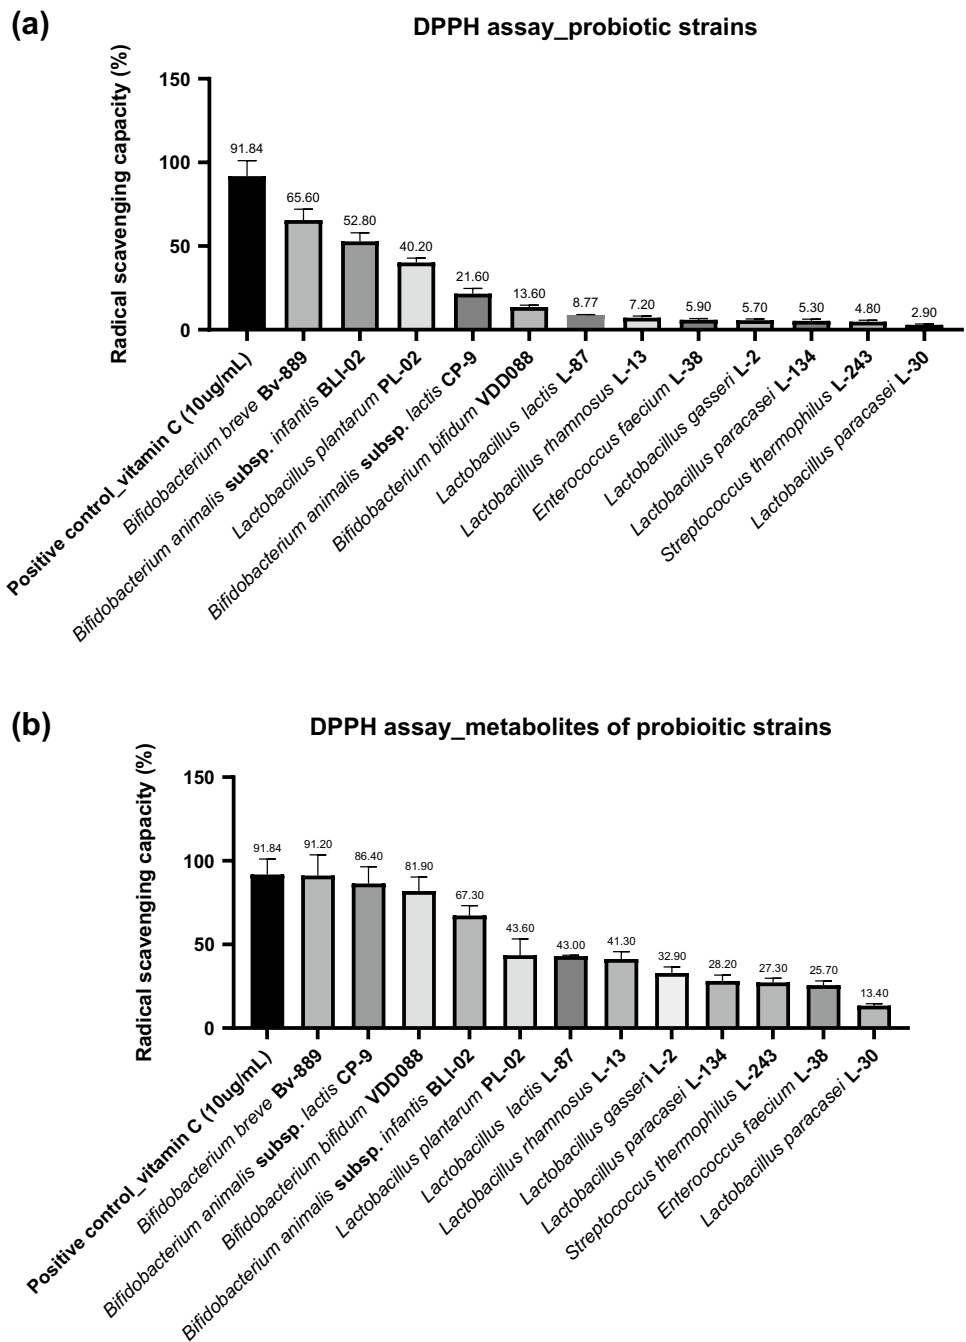 (a)
DPPH assay_probiotic strains
Radical scavenging capacity (%)
150
100
50
0
91.84
65.60
52.80
40.20
21.60
13.60
8.77
7.20
5.90
5.70
5.30
4.80
2.90
Positive control_vitamin C (10ug/mL)
Bifidobacterium breve Bv-889
Bifidobacterium animalis subsp. infantis BLI-02
Lactobacillus plantarum PL-02
Bifidobacterium animalis subsp. lactis CP-9
Bifidobacterium bifidum VDD088
Lactobacillus lactis L-87
Lactobacillus rhamnosus L-13
Enterococcus faecium L-38
Lactobacillus gasseri L-2
Lactobacillus paracasei L-134
Streptococcus thermophilus L-243
Lactobacillus paracasei L-30
(b)
DPPH assay_metabolites of probioitic strains
Radical scavenging capacity (%)
150
100
50
0
91.84
91.20
86.40
81.90
67.30
43.60
43.00
41.30
32.90
28.20
27.30
25.70
13.40
Positive control_vitamin C (10ug/mL)
Bifidobacterium breve Bv-889
Bifidobacterium animalis subsp. lactis CP-9
Bifidobacterium bifidum VDD088
Bifidobacterium animalis subsp. infantis BLI-02
Lactobacillus plantarum PL-02
Lactobacillus lactis L-87
Lactobacillus rhamnosus L-13
Lactobacillus gasseri L-2
Lactobacillus paracasei L-134
Streptococcus thermophilus L-243
Enterococcus faecium L-38
Lactobacillus paracasei L-30